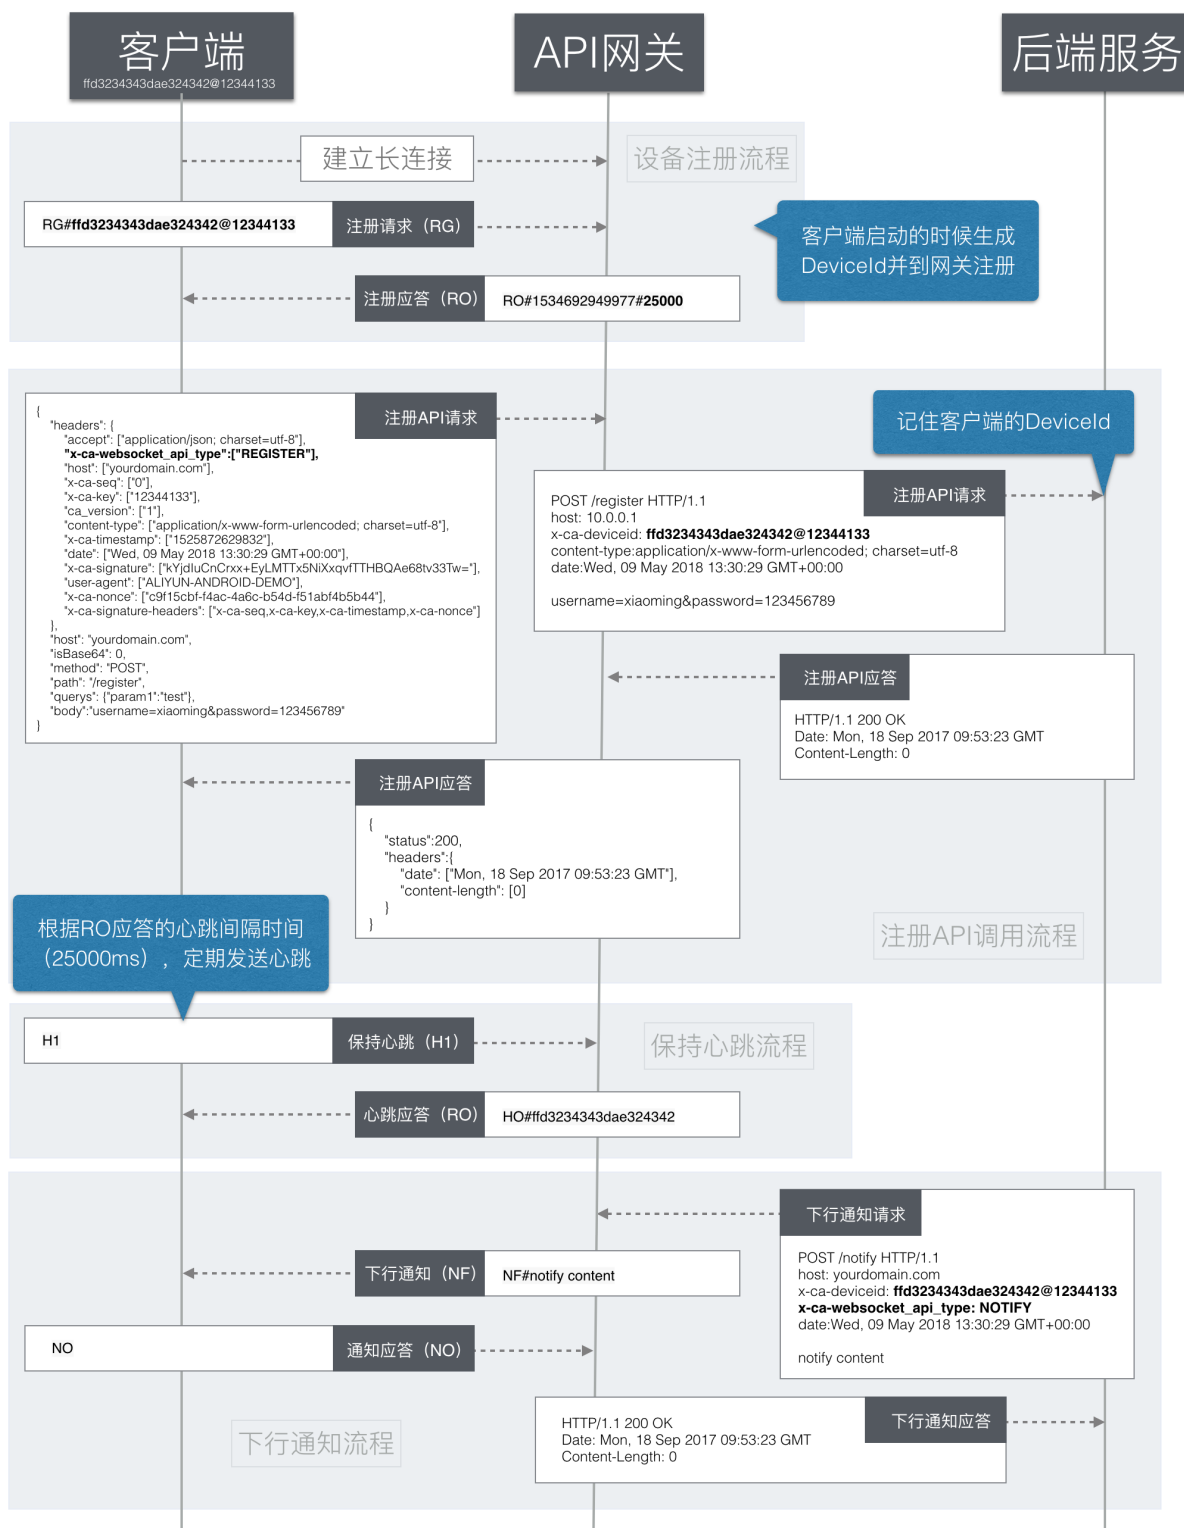 客户端
ffd3234343dae324342@12344133
API网关
后端服务
建立长连接
设备注册流程
RG#ffd3234343dae324342@12344133
注册请求（RG）
客户端启动的时候生成
DeviceId并到网关注册
注册应答（RO）
RO#1534692949977#25000
注册API请求
{
"headers": {
"accept": ["application/json; charset=utf-8"],
"x-ca-websocket_api_type":["REGISTER"],
"host": ["yourdomain.com"],
"x-ca-seq": ["0"],
"x-ca-key": ["12344133"],
"ca_version": ["1"],
"content-type": ["application/x-www-form-urlencoded; charset=utf-8"],
"x-ca-timestamp": ["1525872629832"],
"date": ["Wed, 09 May 2018 13:30:29 GMT+00:00"],
"x-ca-signature": ["kYjdIuCnCrxx+EyLMTTx5NiXxqvfTTHBQAe68tv33Tw="],
"user-agent": ["ALIYUN-ANDROID-DEMO"],
"x-ca-nonce": ["c9f15cbf-f4ac-4a6c-b54d-f51abf4b5b44"],
"x-ca-signature-headers": ["x-ca-seq,x-ca-key,x-ca-timestamp,x-ca-nonce"]
},
"host": "yourdomain.com",
"isBase64": 0,
"method": "POST",
"path": "/register",
"querys": {"param1":"test"},
"body":"username=xiaoming&password=123456789"
}
记住客户端的DeviceId
注册API请求
POST /register HTTP/1.1
host: 10.0.0.1
x-ca-deviceid: ffd3234343dae324342@12344133
content-type:application/x-www-form-urlencoded; charset=utf-8
date:Wed, 09 May 2018 13:30:29 GMT+00:00
username=xiaoming&password=123456789
注册API应答
HTTP/1.1 200 OK
Date: Mon, 18 Sep 2017 09:53:23 GMT
Content-Length: 0
注册API应答
{
"status":200,
"headers":{
"date": ["Mon, 18 Sep 2017 09:53:23 GMT"],
"content-length": [0]
}
}
根据RO应答的心跳间隔时间
（25000ms），定期发送心跳
注册API调用流程
H1
保持心跳（H1）
保持心跳流程
心跳应答（RO）
HO#ffd3234343dae324342
下行通知请求
POST /notify HTTP/1.1
host: yourdomain.com
x-ca-deviceid: ffd3234343dae324342@12344133
x-ca-websocket_api_type: NOTIFY
date:Wed, 09 May 2018 13:30:29 GMT+00:00
notify content
下行通知（NF）
NF#notify content
NO
通知应答（NO）
下行通知应答
HTTP/1.1 200 OK
Date: Mon, 18 Sep 2017 09:53:23 GMT
Content-Length: 0
下行通知流程